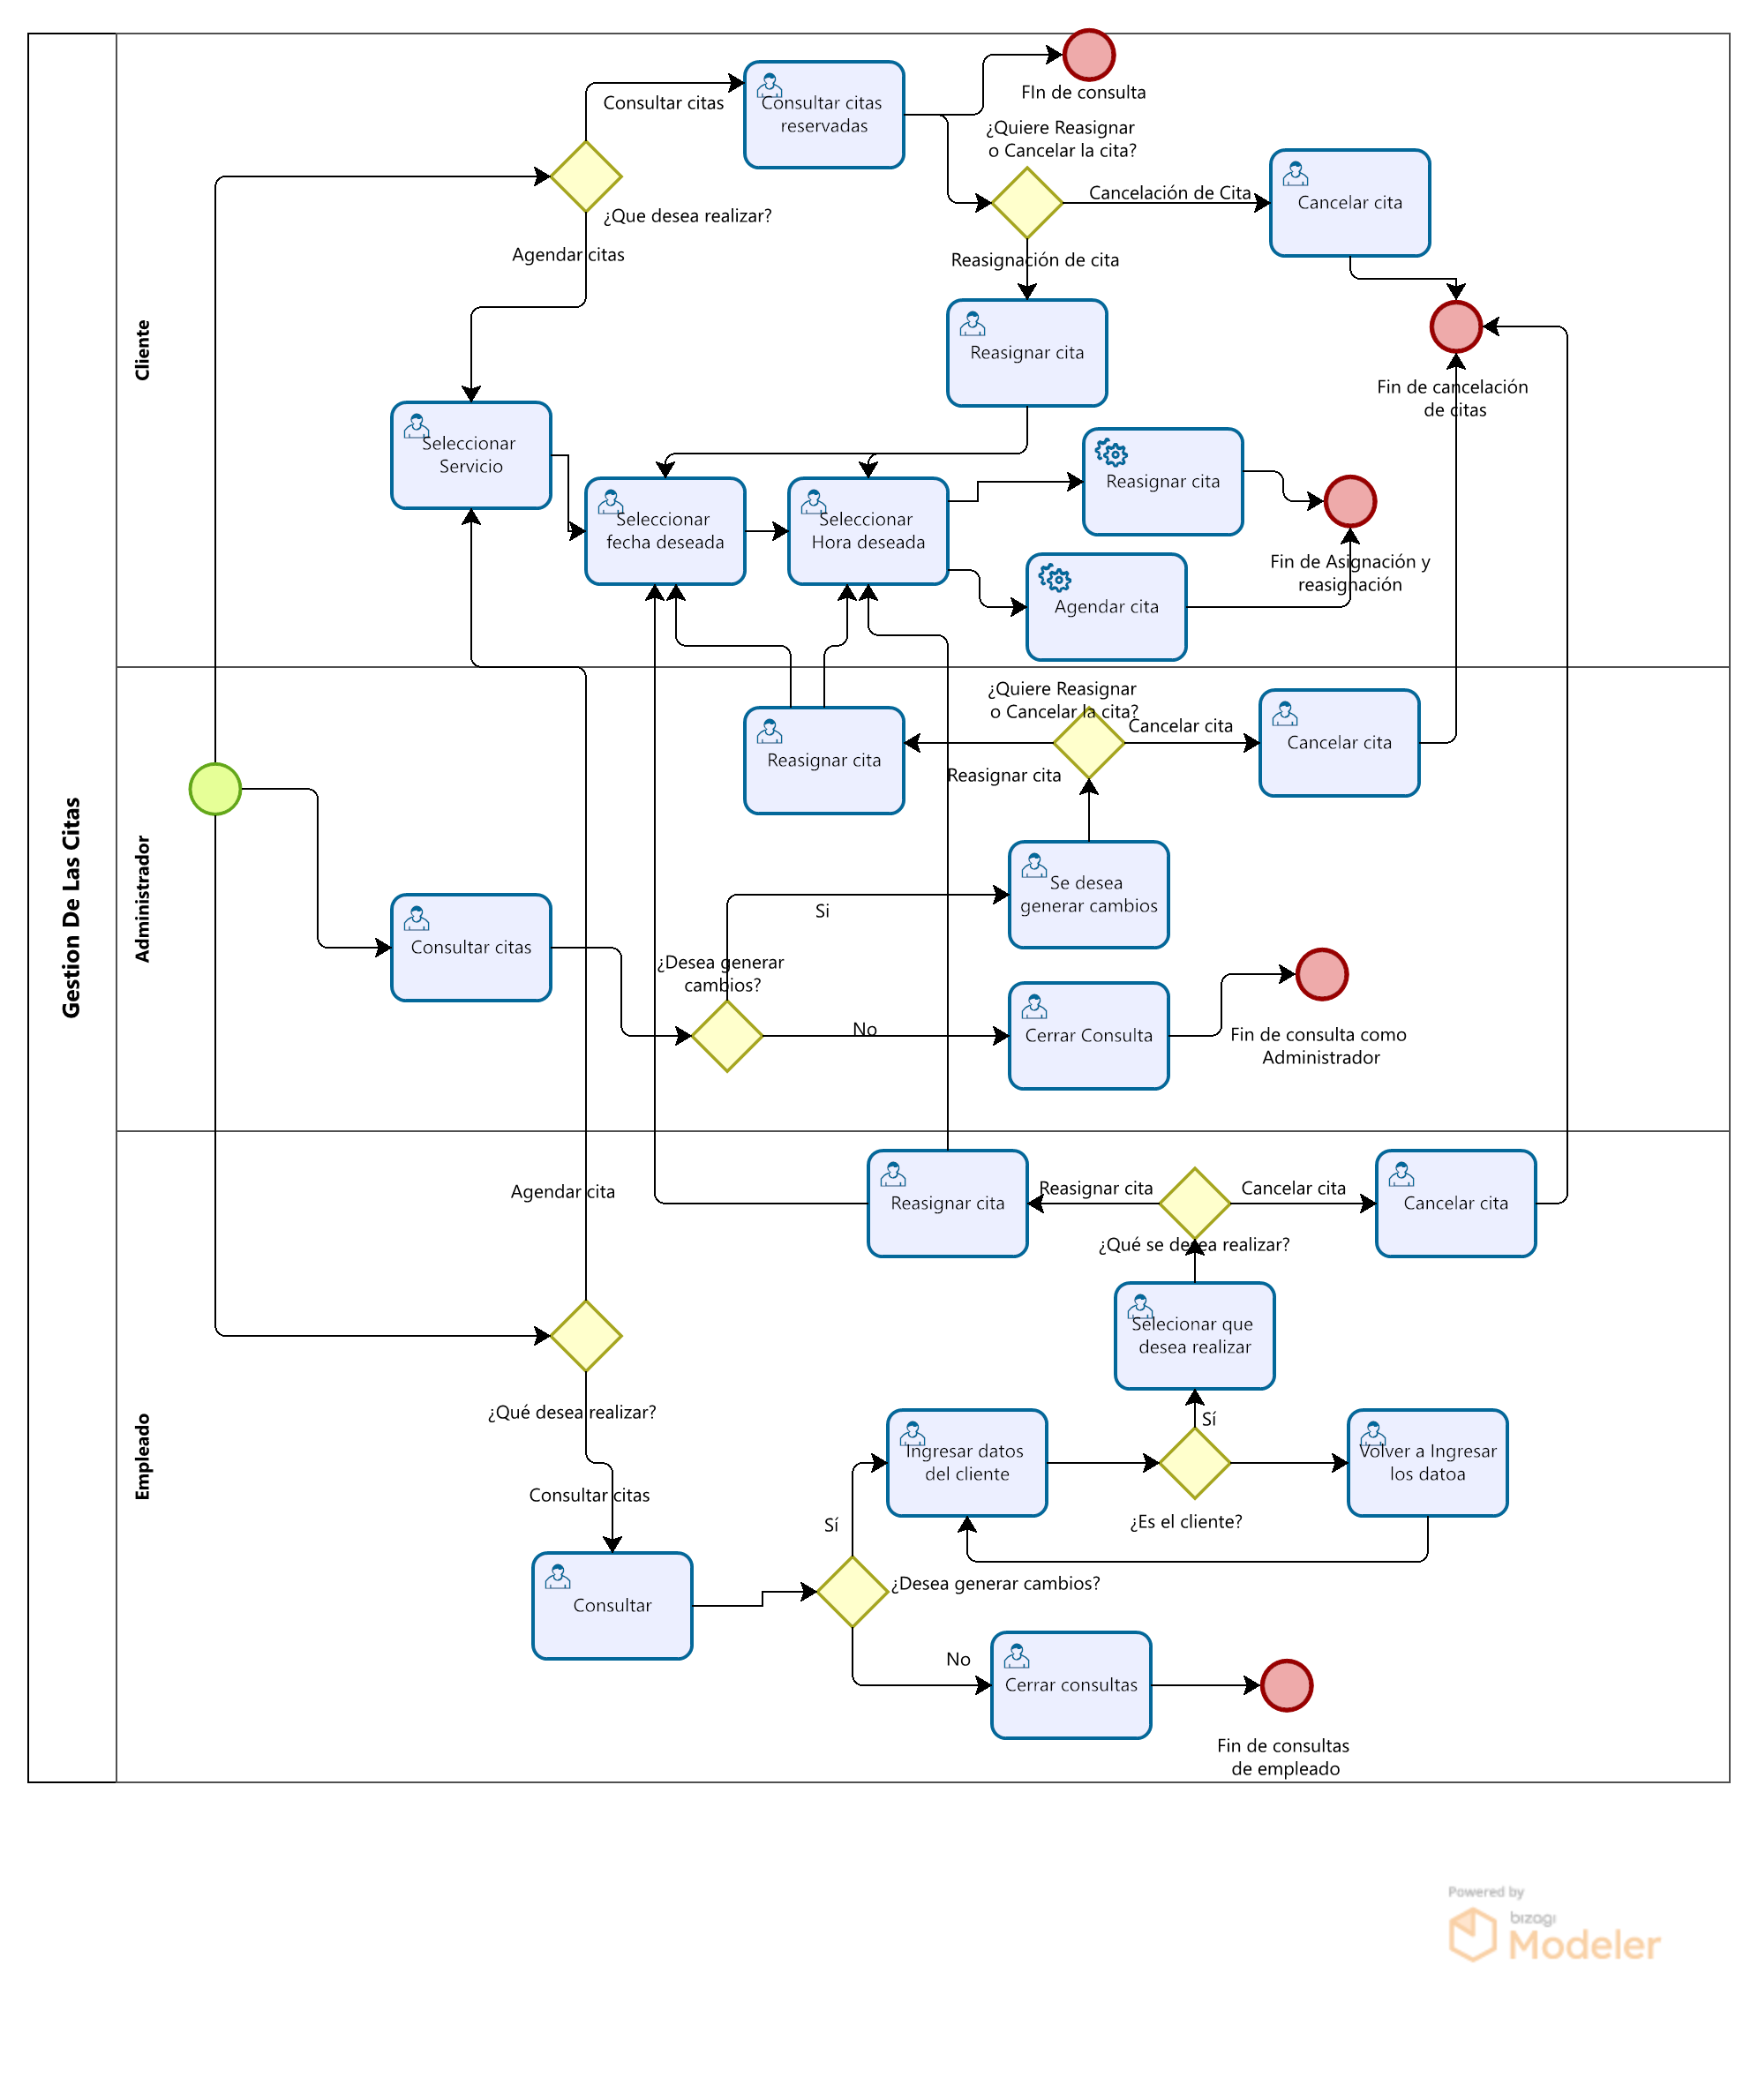 Gestion De Las Citas
Cliente
Consultar citas
Consultar citas
reservadas
FIn de consulta
¿Que desea realizar?
Agendar citas
¿Quiere Reasignar
o Cancelar la cita?
Cancelación de Cita
Cancelar cita
Reasignación de cita
Reasignar cita
Fin de cancelación
de citas
Seleccionar
Servicio
Seleccionar
fecha deseada
Seleccionar
Hora deseada
Reasignar cita
Agendar cita
Fin de Asignación y
reasignación
Administrador
¿Quiere Reasignar
o Cancelar la cita?
Cancelar cita
Cancelar cita
Reasignar cita
Reasignar cita
Se desea
generar cambios
Si
Consultar citas
¿Desea generar
cambios?
No
Cerrar Consulta
Fin de consulta como
Administrador
Empleado
Agendar cita
Reasignar cita
Reasignar cita
Cancelar cita
Cancelar cita
¿Qué se desea realizar?
Selecionar que
desea realizar
¿Qué desea realizar?
Sí
Ingresar datos
del cliente
Volver a Ingresar
los datoa
Consultar citas
Sí
¿Es el cliente?
Consultar
¿Desea generar cambios?
No
Cerrar consultas
Fin de consultas
de empleado
Powered by
bizagi
Modeler